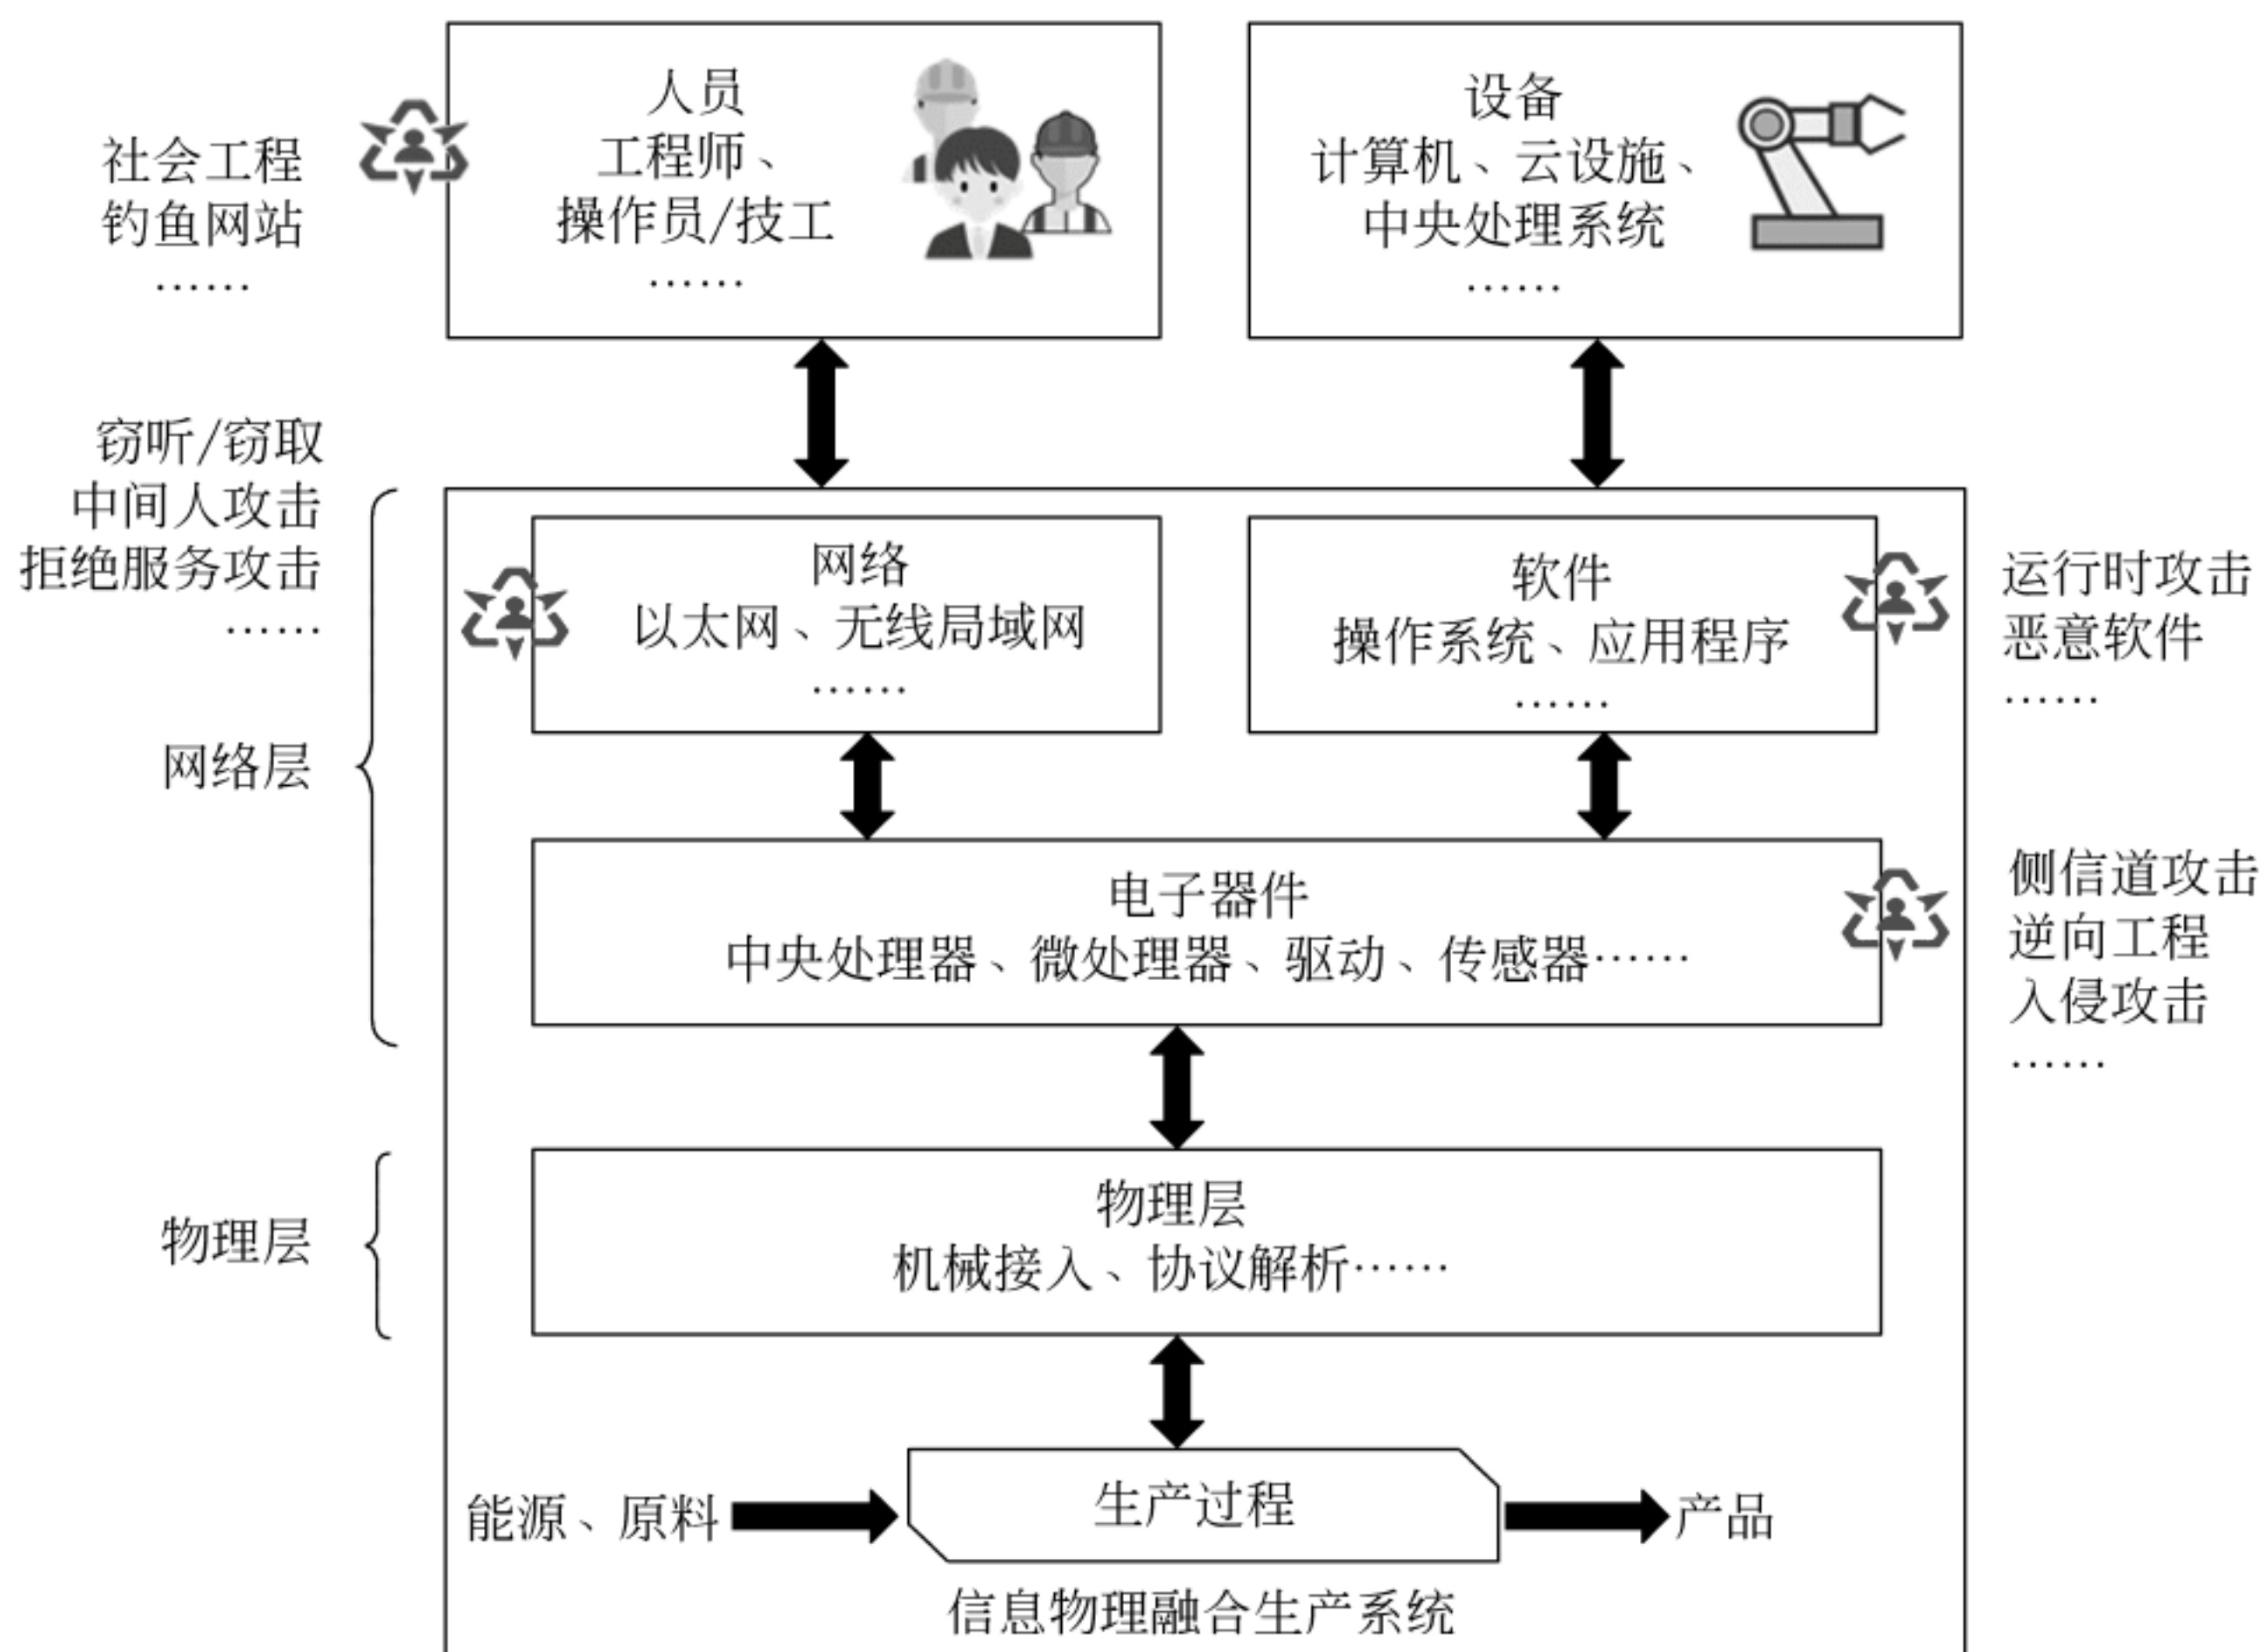 社会工程
钓鱼网站
……
人员
工程师、
操作员/技工
……
设备
计算机、云设施、
中央处理系统
……
窃听/窃取
中间人攻击
拒绝服务攻击
……
网络层
网络
以太网、无线局域网
……
软件
操作系统、应用程序
……
运行时攻击
恶意软件
……
电子器件
中央处理器、微处理器、驱动、传感器……
侧信道攻击
逆向工程
入侵攻击
……
物理层
物理层
机械接入、协议解析……
能源、原料
生产过程
产品
信息物理融合生产系统